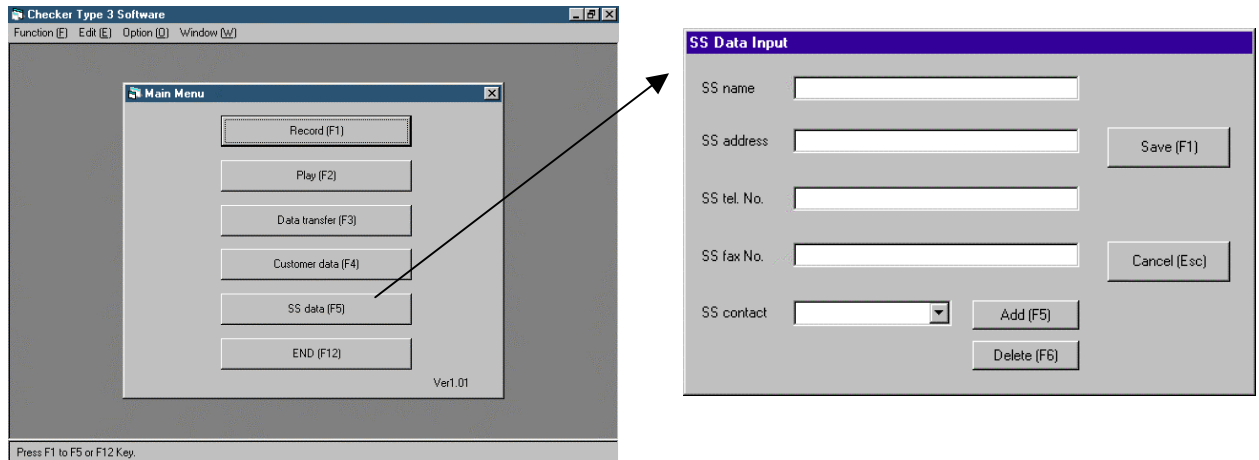 Checker Type 3 Software
Function (F) Edit (E) Option (O) Window (W)
Main Menu
Record (F1)
Play (F2)
Data transfer (F3)
Customer data (F4)
SS data (F5)
END (F12)
Ver1.01
Press F1 to F5 or F12 Key.
SS Data Input
SS name
SS address
Save (F1)
SS tel. No.
SS fax No.
Cancel (Esc)
SS contact
Add (F5)
Delete (F6)